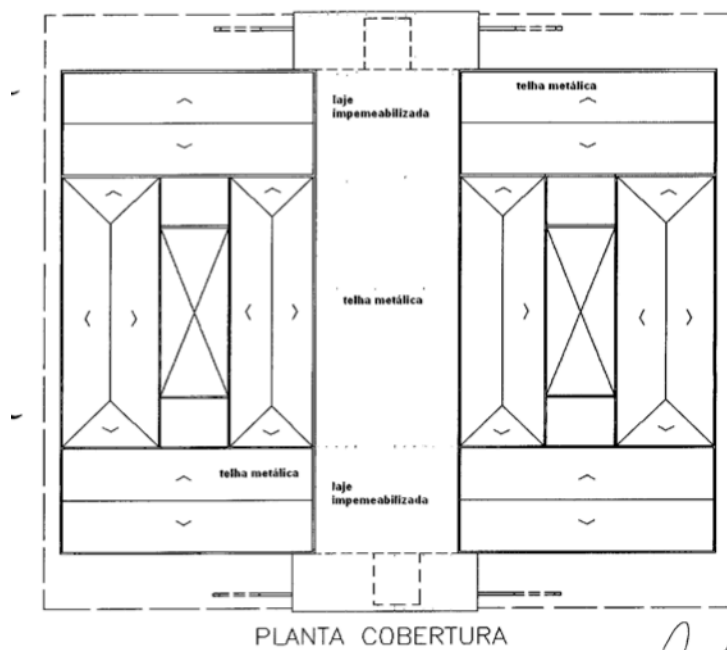 laje
impemeabilizada
telha metálica
telha metálica
telha metálica
laje
impemeabilizada
PLANTA COBERTURA